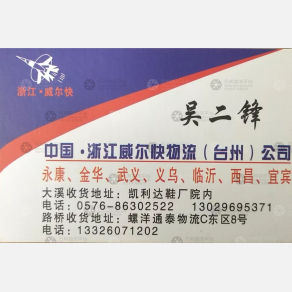 浙江·威尔快
吴二锋
中国·浙江威尔快物流（台州）公司
永康、金华、武义、义乌、临沂、西昌、宜宾
大溪收货地址：凯利达鞋厂院内
电话：0576-86302522 13029695371
路桥收货地址：螺洋通泰物流C东区8号
电话：13326071202